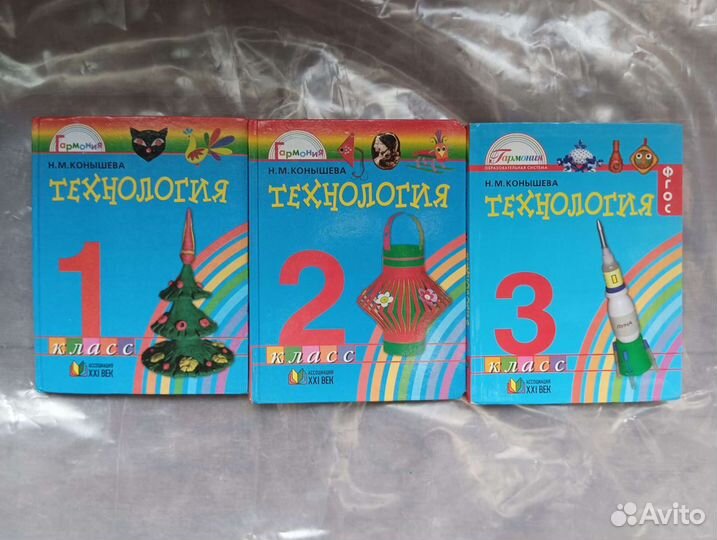 Гармония
Н.М.КОНЫШЕВА
ТЕХНОЛОГИЯ
1
класс
АССОЦИАЦИЯ
XXI ВЕК
Гармония
Н.М.КОНЫШЕВА
ТЕХНОЛОГИЯ
2
класс
АССОЦИАЦИЯ
XXI ВЕК
Гармония
ОБРАЗОВАТЕЛЬНАЯ СИСТЕМА
Н.М.КОНЫШЕВА
ФГОС
ТЕХНОЛОГИЯ
3
ЛУНА
класс
АССОЦИАЦИЯ
XXI ВЕК
Avito